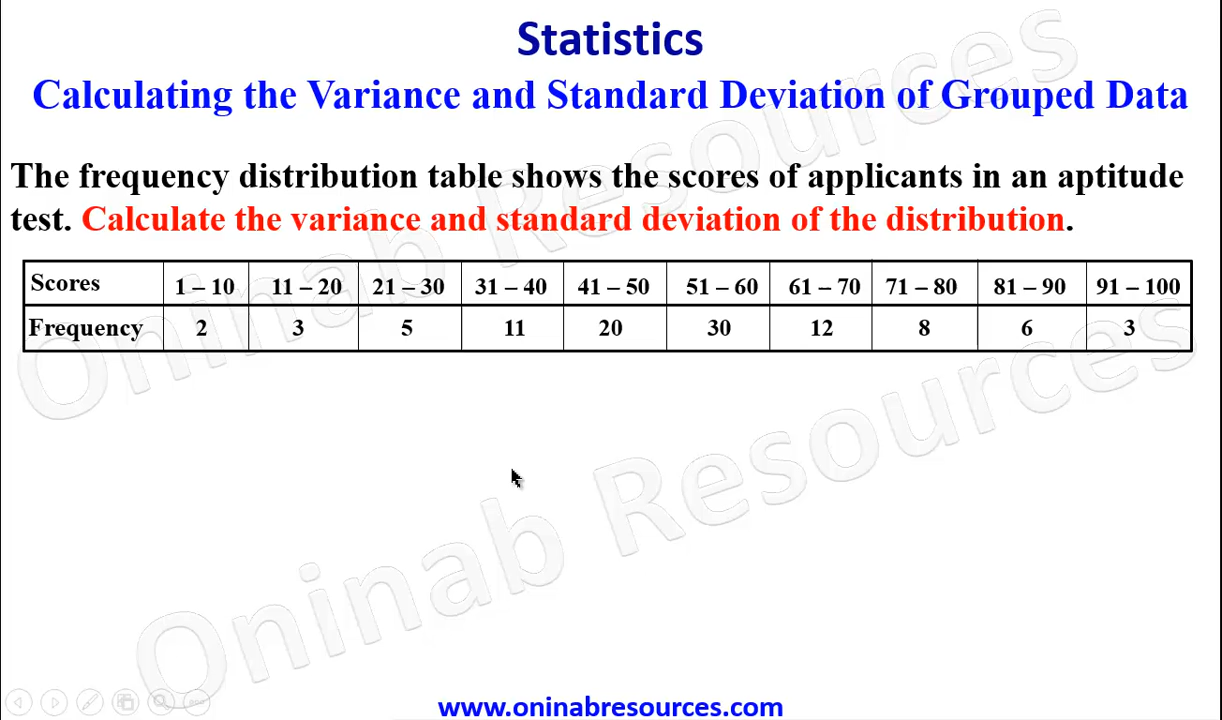 Statistics
Calculating the Variance and Standard Deviation of Grouped Data
The frequency distribution table shows the scores of applicants in an aptitude
test. Calculate the variance and standard deviation of the distribution.
Scores 1 – 10 11 – 20 21 – 30 31 – 40 41 – 50 51 – 60 61 – 70 71 – 80 81 – 90 91 – 100
Frequency 2 3 5 11 20 30 12 8 6 3
Oninab Resources
Oninab Resources
www.oninabresources.com